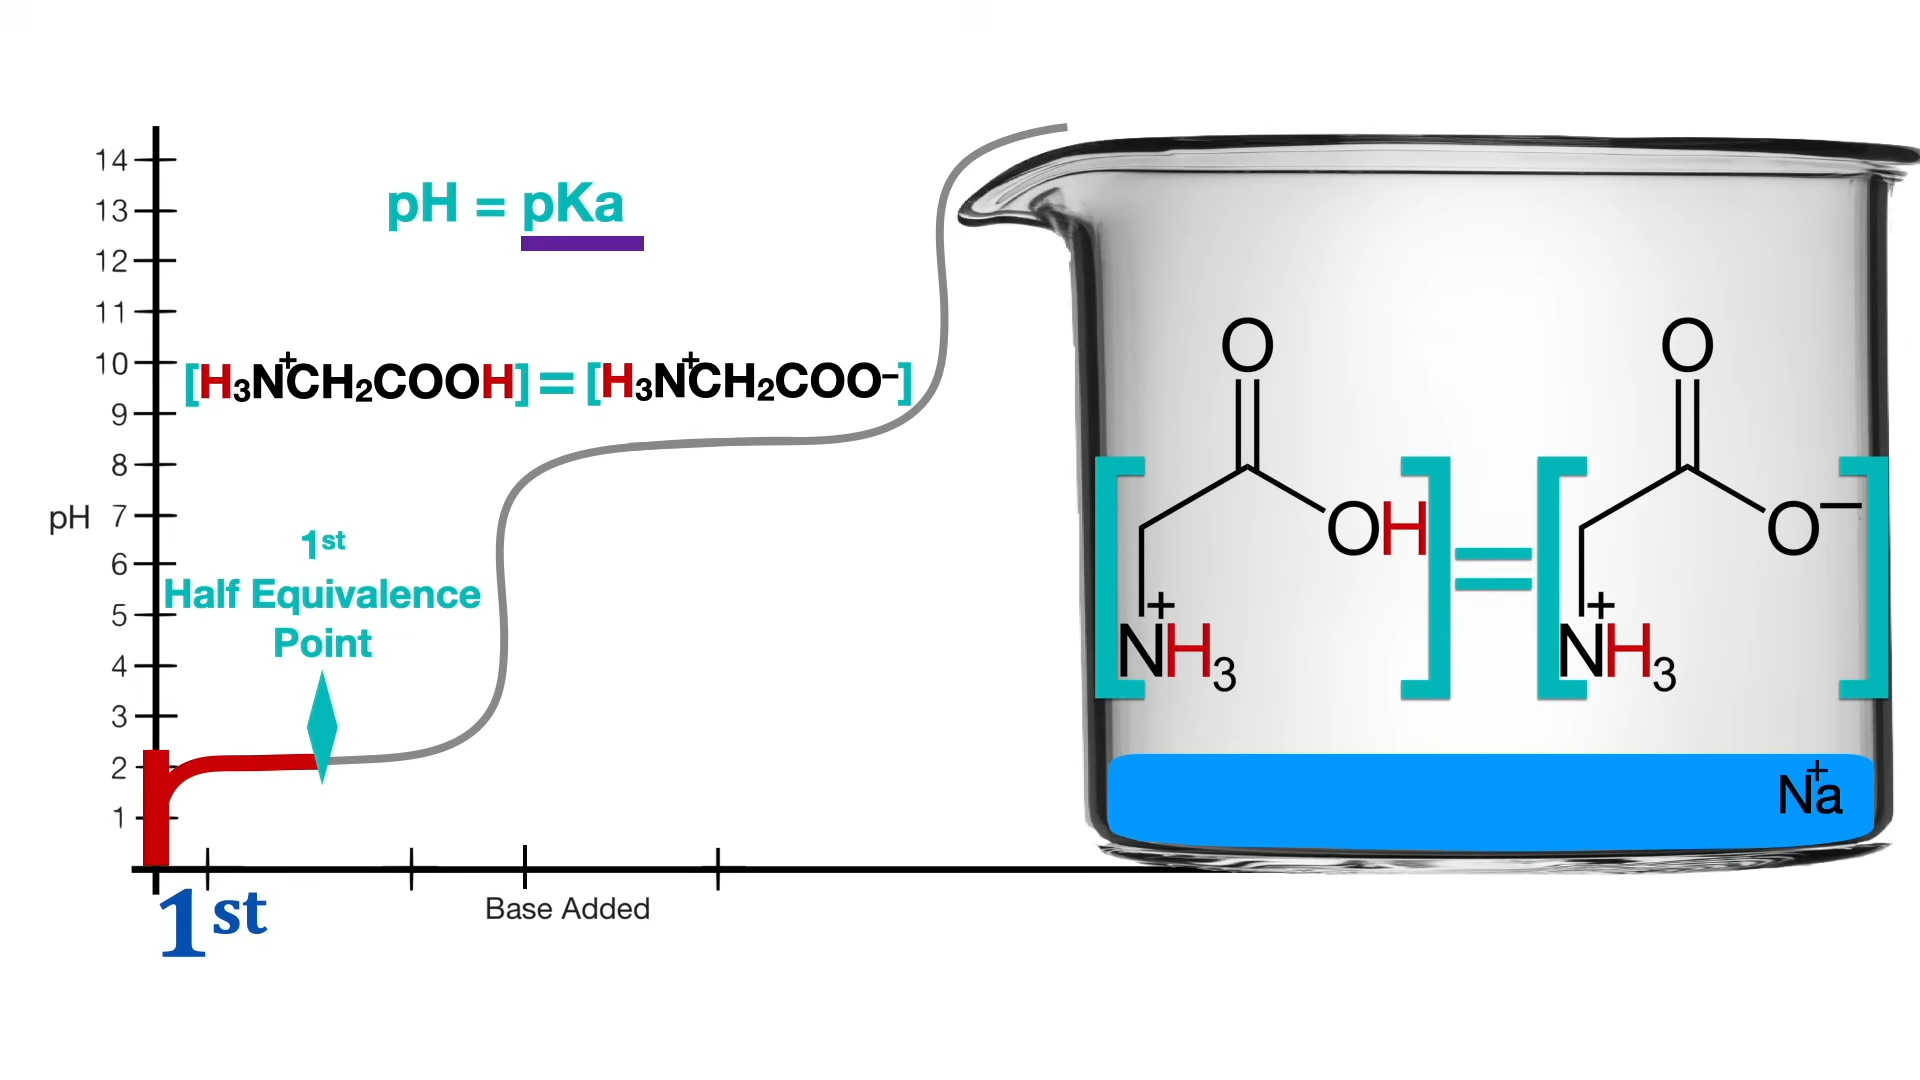 14
13
12
11
10
9
8
7
6
5
4
3
2
1
pH
pH = pKa
[H₃N⁺CH₂COOH] = [H₃N⁺CH₂COO⁻]
1st
Half Equivalence
Point
1st
Base Added
O
OH
+
NH₃
=
O
O⁻
+
NH₃
Na⁺